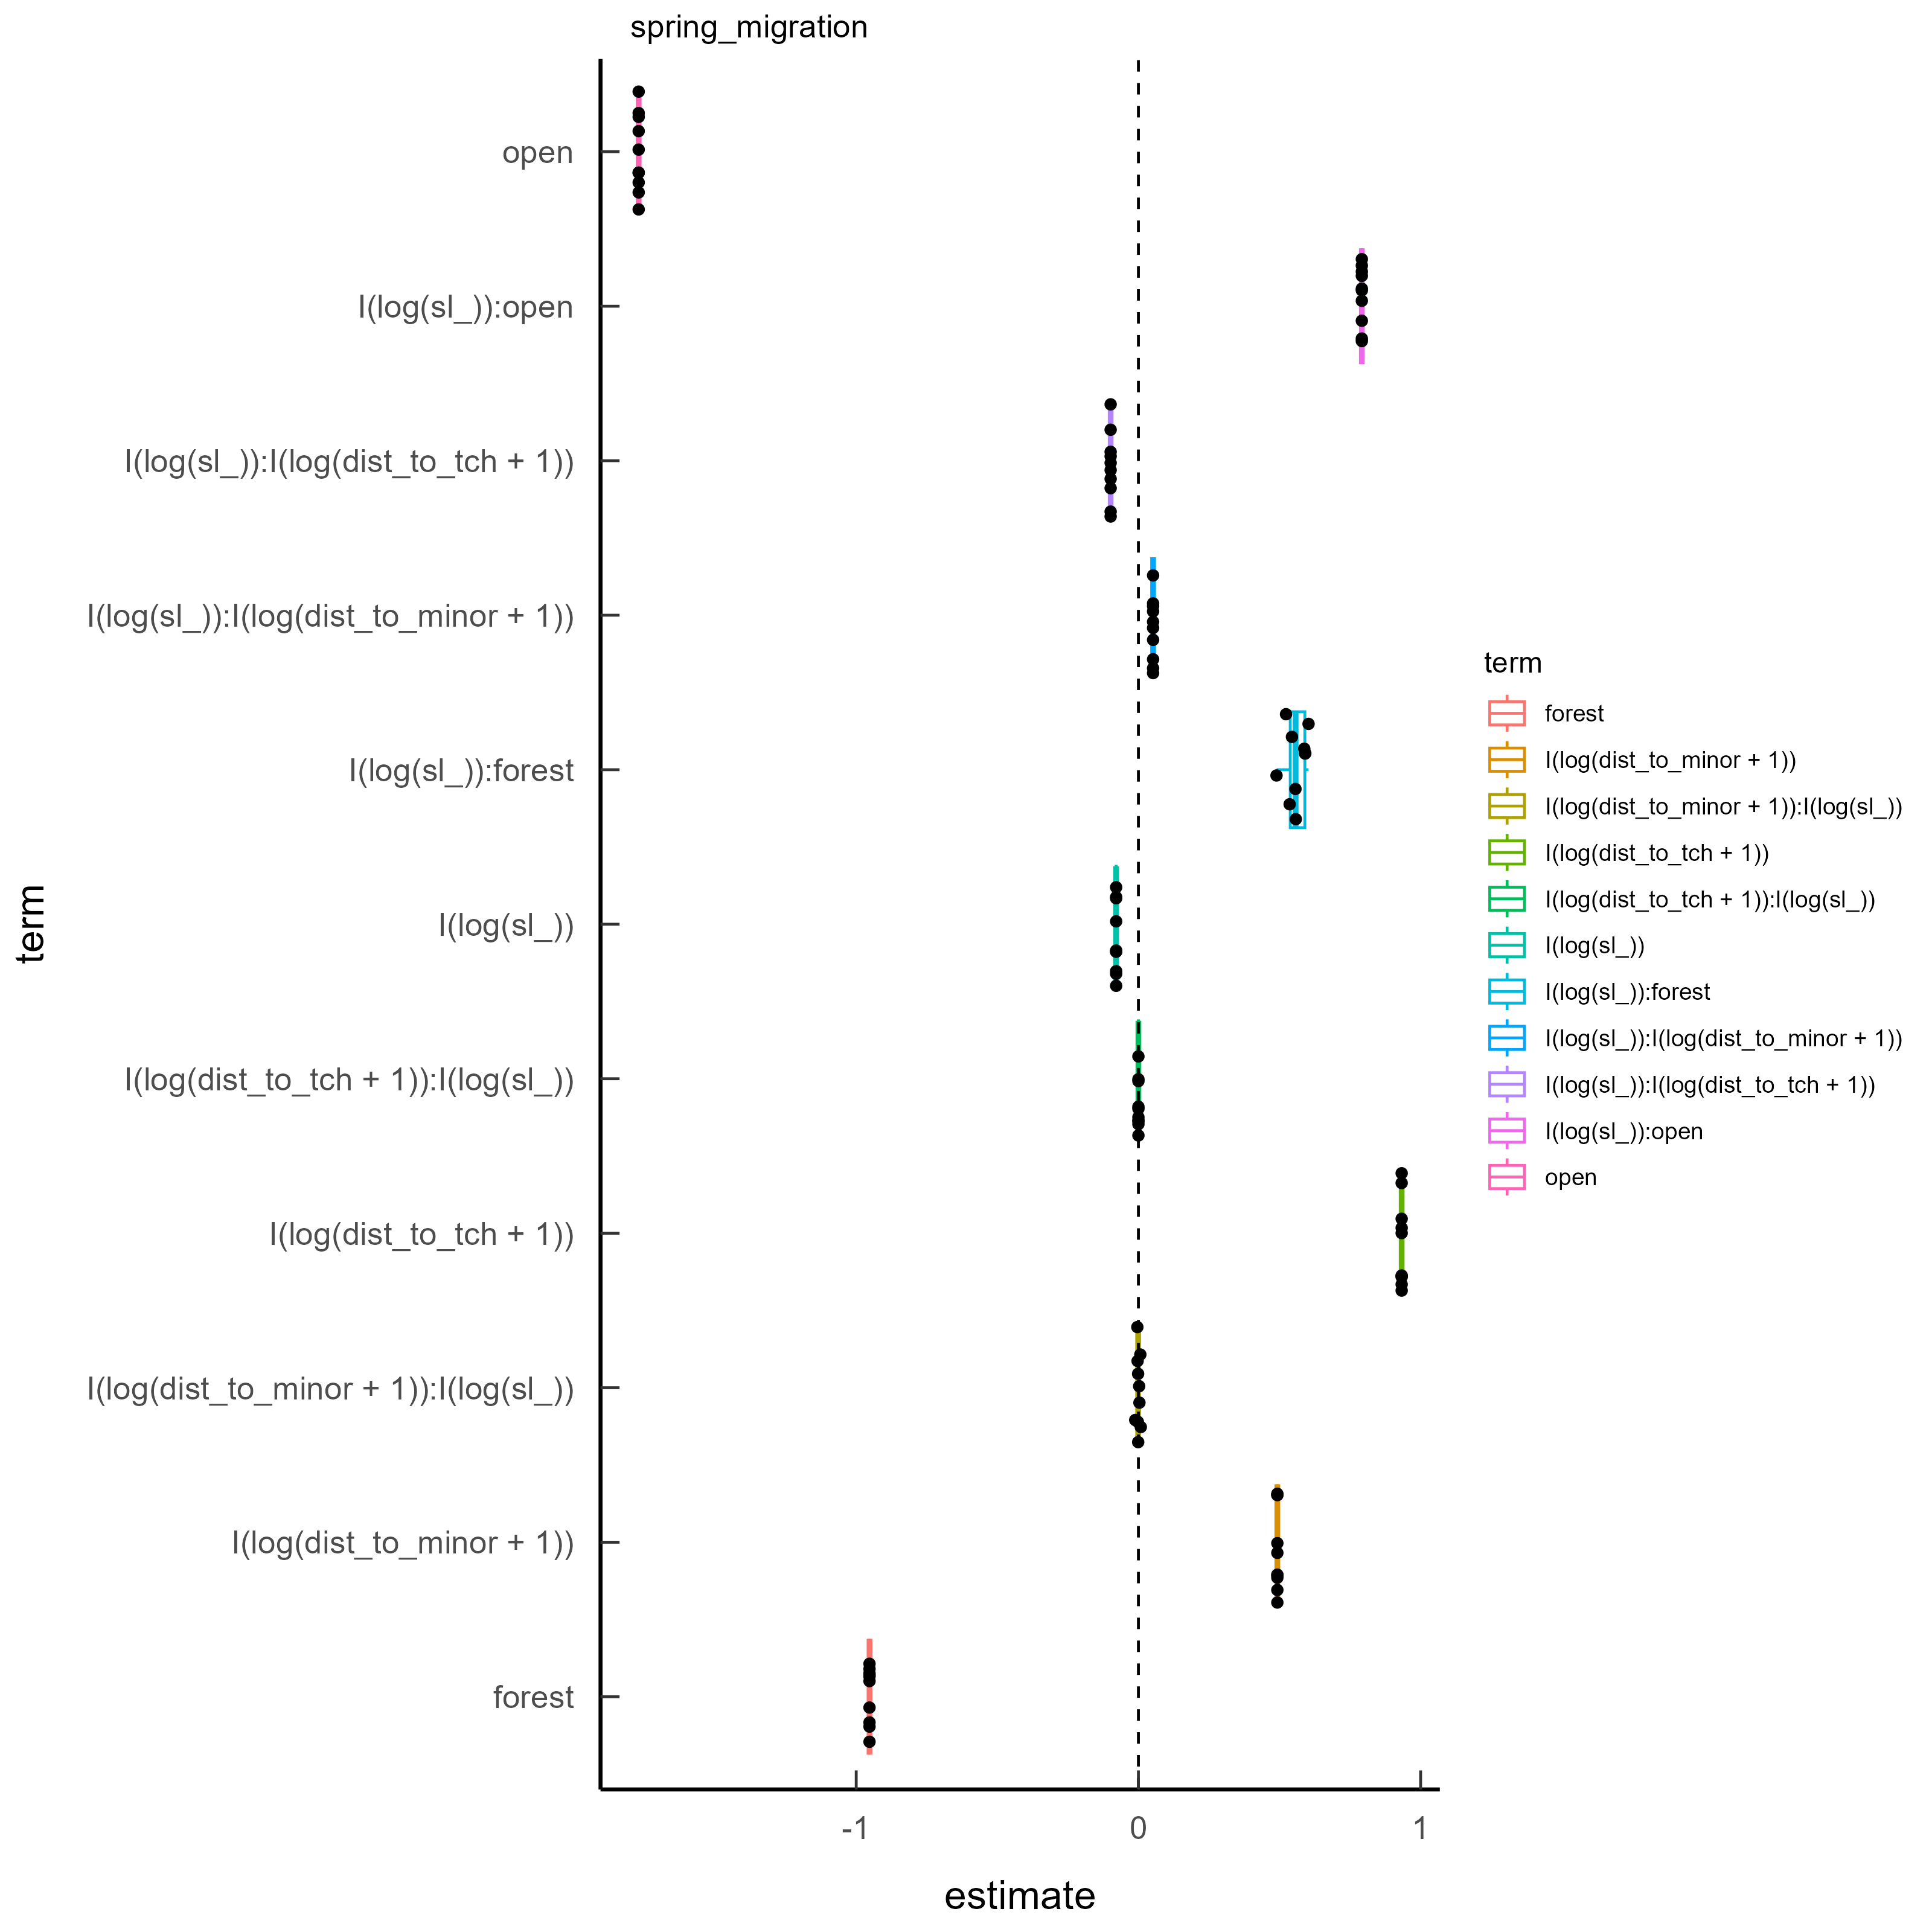 spring_migration
open
I(log(sl_)):open
I(log(sl_)):I(log(dist_to_tch + 1))
I(log(sl_)):I(log(dist_to_minor + 1))
I(log(sl_)):forest
I(log(sl_))
I(log(dist_to_tch + 1)):I(log(sl_))
I(log(dist_to_tch + 1))
I(log(dist_to_minor + 1)):I(log(sl_))
I(log(dist_to_minor + 1))
forest
term
-1 0 1
estimate
term
forest
I(log(dist_to_minor + 1))
I(log(dist_to_minor + 1)):I(log(sl_))
I(log(dist_to_tch + 1))
I(log(dist_to_tch + 1)):I(log(sl_))
I(log(sl_))
I(log(sl_)):forest
I(log(sl_)):I(log(dist_to_minor + 1))
I(log(sl_)):I(log(dist_to_tch + 1))
I(log(sl_)):open
open